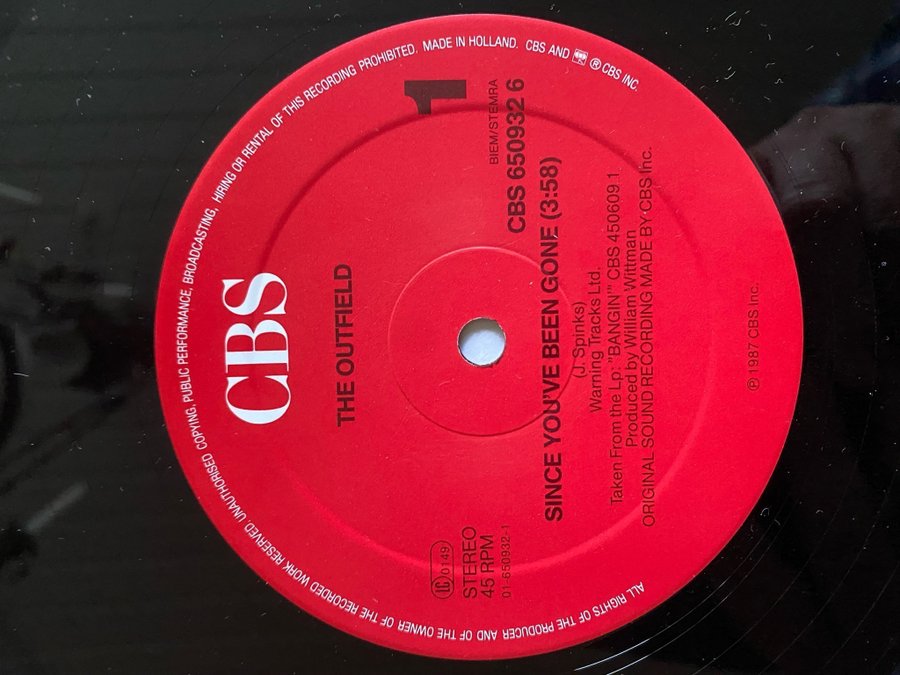 ALL RIGHTS OF THE PRODUCER AND OF THE OWNER OF THE RECORDED WORK RESERVED. UNAUTHORISED COPYING, PUBLIC PERFORMANCE, BROADCASTING, HIRING OR RENTAL OF THIS RECORDING PROHIBITED. MADE IN HOLLAND. CBS AND ℗ CBS INC.
CBS
THE OUTFIELD
1
LC 0149
STEREO
45 RPM
01-650932-1
BIEM/STEMRA
CBS 650932 6
SINCE YOU'VE BEEN GONE (3:58)
(J. Spinks)
Warning Tracks Ltd.
Taken From the Lp: "BANGIN'" CBS 450609 1
Produced by William Wittman
ORIGINAL SOUND RECORDING MADE BY CBS Inc.
℗ 1987 CBS Inc.